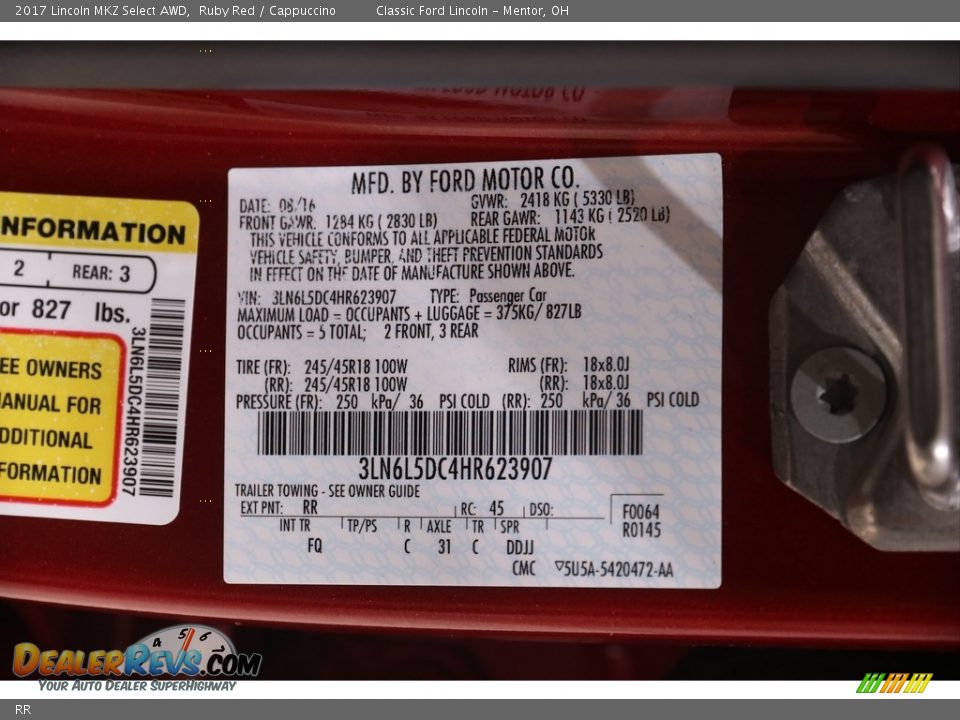 2017 Lincoln MKZ Select AWD, Ruby Red / Cappuccino Classic Ford Lincoln - Mentor, OH
MFD. BY FORD MOTOR CO.
DATE: 08/16 GVWR: 2418 KG ( 5330 LB)
FRONT GAWR: 1284 KG ( 2830 LB) REAR GAWR: 1143 KG ( 2520 LB)
THIS VEHICLE CONFORMS TO ALL APPLICABLE FEDERAL MOTOR
VEHICLE SAFETY, BUMPER, AND THEFT PREVENTION STANDARDS
IN EFFECT ON THE DATE OF MANUFACTURE SHOWN ABOVE.
VIN: 3LN6L5DC4HR623907 TYPE: Passenger Car
MAXIMUM LOAD = OCCUPANTS + LUGGAGE = 375KG/ 827LB
OCCUPANTS = 5 TOTAL; 2 FRONT, 3 REAR
TIRE (FR): 245/45R18 100W RIMS (FR): 18x8.0J
(RR): 245/45R18 100W (RR): 18x8.0J
PRESSURE (FR): 250 kPa/ 36 PSI COLD (RR): 250 kPa/ 36 PSI COLD
3LN6L5DC4HR623907
TRAILER TOWING - SEE OWNER GUIDE
EXT PNT: RR RC: 45 DSO:
INT TR TP/PS R AXLE TR SPR
FQ C 31 C DDJJ
F0064
R0145
CMC 5U5A-5420472-AA
NFORMATION
2 REAR: 3
or 827 lbs.
EE OWNERS
ANUAL FOR
DDITIONAL
FORMATION
3LN6L5DC4HR623907
4 5 6
DEALERREVS.COM
YOUR AUTO DEALER SUPERHIGHWAY
RR